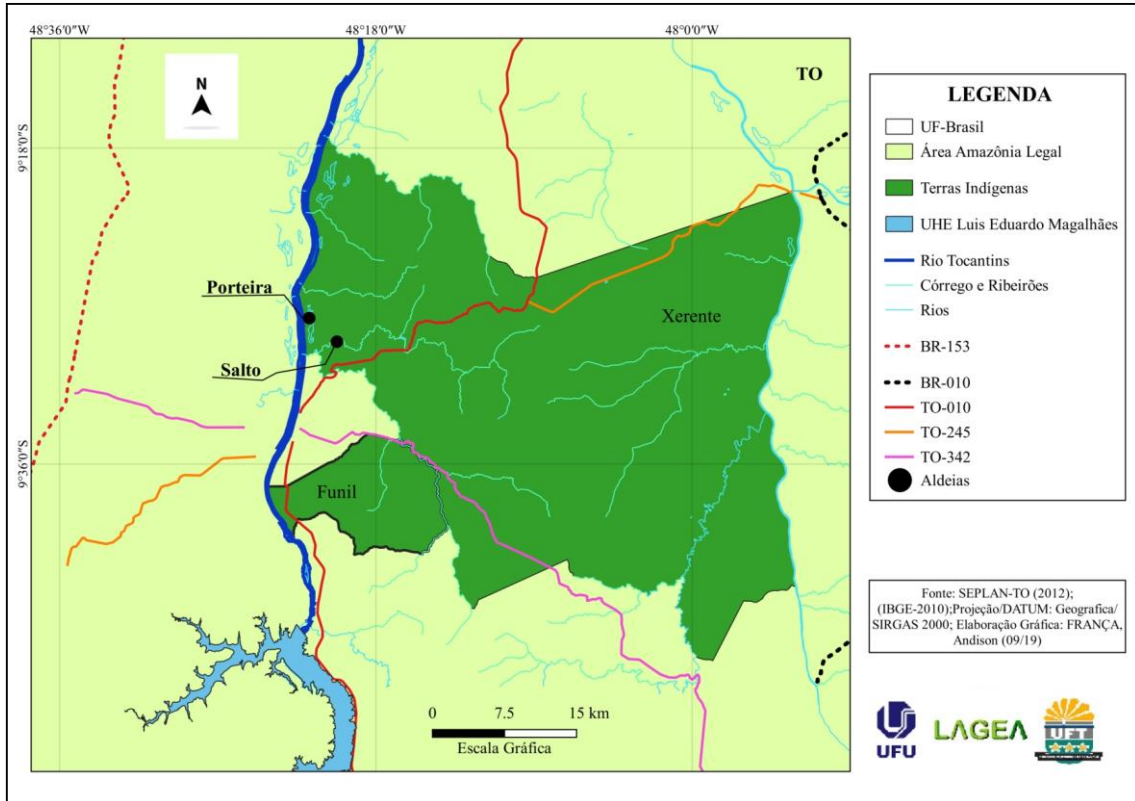 48°36'0"W
48°18'0"W
48°0'0"W
9°18'0"S
9°36'0"S
N
TO
Porteira
Salto
Xerente
Funil
0 7.5 15 km
Escala Gráfica
LEGENDA
UF-Brasil
Área Amazônia Legal
Terras Indígenas
UHE Luis Eduardo Magalhães
Rio Tocantins
Córrego e Ribeirões
Rios
BR-153
BR-010
TO-010
TO-245
TO-342
Aldeias
Fonte: SEPLAN-TO (2012);
(IBGE-2010);Projeção/DATUM: Geografica/
SIRGAS 2000; Elaboração Gráfica: FRANÇA,
Andison (09/19)
UFU
LAGEA
UFT